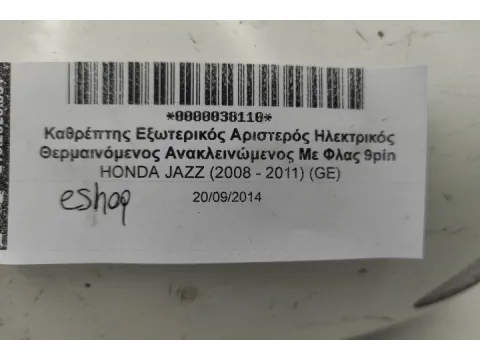 *0000038110*
Καθρέπτης Εξωτερικός Αριστερός Ηλεκτρικός
Θερμαινόμενος Ανακλεινώμενος Με Φλας 9pin
HONDA JAZZ (2008 - 2011) (GE)
eshop
20/09/2014